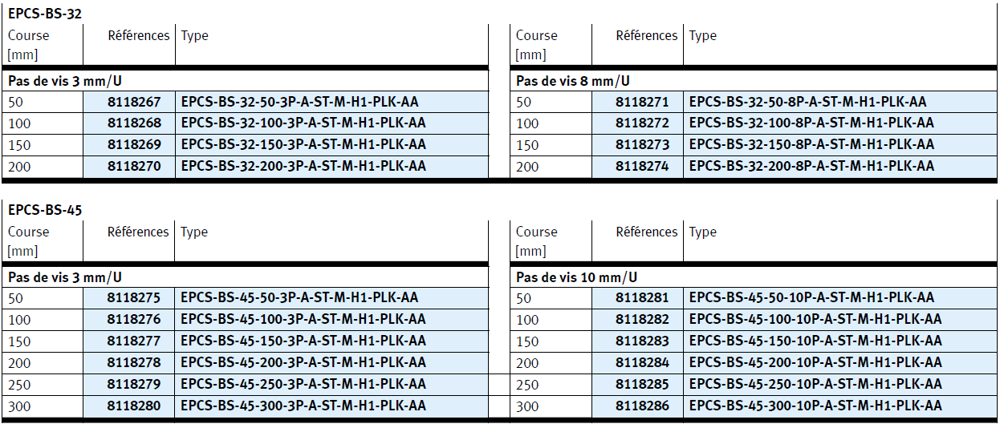 EPCS-BS-32
Course Références Type Course Références Type
[mm] [mm]
Pas de vis 3 mm/U Pas de vis 8 mm/U
50 8118267 EPCS-BS-32-50-3P-A-ST-M-H1-PLK-AA 50 8118271 EPCS-BS-32-50-8P-A-ST-M-H1-PLK-AA
100 8118268 EPCS-BS-32-100-3P-A-ST-M-H1-PLK-AA 100 8118272 EPCS-BS-32-100-8P-A-ST-M-H1-PLK-AA
150 8118269 EPCS-BS-32-150-3P-A-ST-M-H1-PLK-AA 150 8118273 EPCS-BS-32-150-8P-A-ST-M-H1-PLK-AA
200 8118270 EPCS-BS-32-200-3P-A-ST-M-H1-PLK-AA 200 8118274 EPCS-BS-32-200-8P-A-ST-M-H1-PLK-AA
EPCS-BS-45
Course Références Type Course Références Type
[mm] [mm]
Pas de vis 3 mm/U Pas de vis 10 mm/U
50 8118275 EPCS-BS-45-50-3P-A-ST-M-H1-PLK-AA 50 8118281 EPCS-BS-45-50-10P-A-ST-M-H1-PLK-AA
100 8118276 EPCS-BS-45-100-3P-A-ST-M-H1-PLK-AA 100 8118282 EPCS-BS-45-100-10P-A-ST-M-H1-PLK-AA
150 8118277 EPCS-BS-45-150-3P-A-ST-M-H1-PLK-AA 150 8118283 EPCS-BS-45-150-10P-A-ST-M-H1-PLK-AA
200 8118278 EPCS-BS-45-200-3P-A-ST-M-H1-PLK-AA 200 8118284 EPCS-BS-45-200-10P-A-ST-M-H1-PLK-AA
250 8118279 EPCS-BS-45-250-3P-A-ST-M-H1-PLK-AA 250 8118285 EPCS-BS-45-250-10P-A-ST-M-H1-PLK-AA
300 8118280 EPCS-BS-45-300-3P-A-ST-M-H1-PLK-AA 300 8118286 EPCS-BS-45-300-10P-A-ST-M-H1-PLK-AA